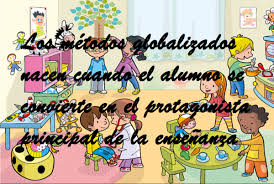 Los métodos globalizados
nacen cuando el alumno se
convierte en el protagonista
principal de la enseñanza